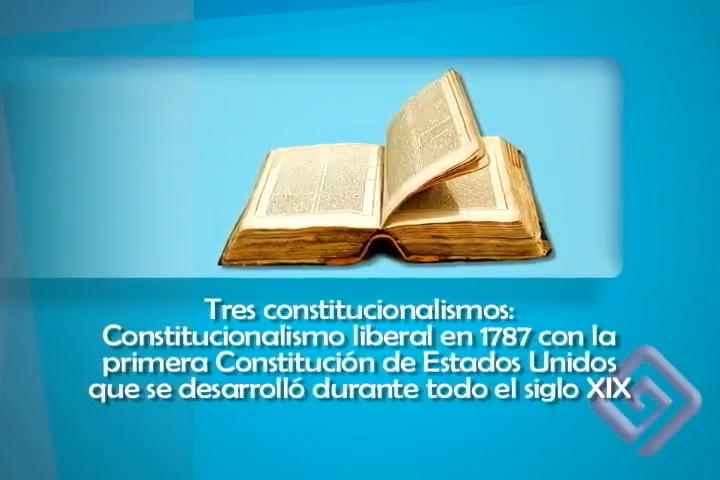 Tres constitucionalismos:
Constitucionalismo liberal en 1787 con la
primera Constitución de Estados Unidos
que se desarrolló durante todo el siglo XIX